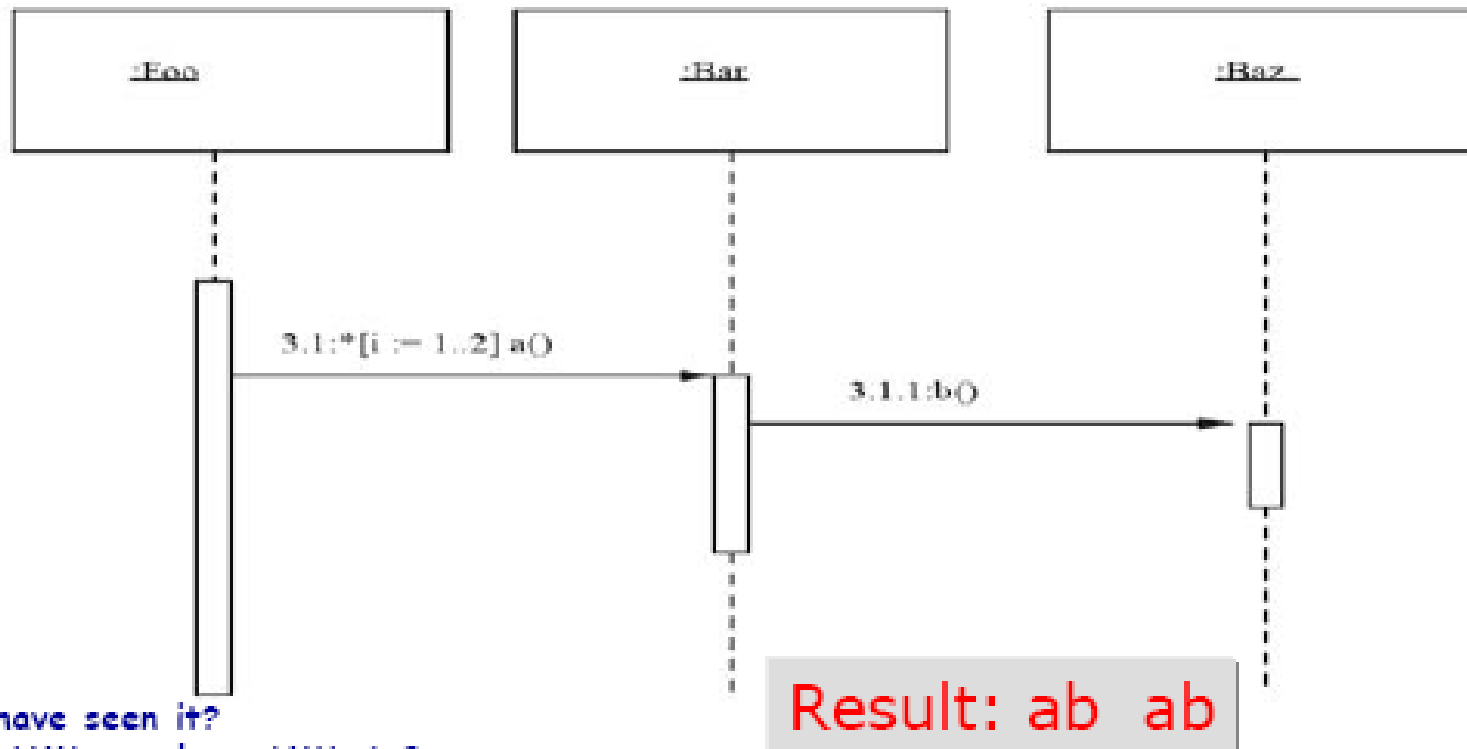 :Foo
:Bar
:Baz
3.1:*[i := 1..2] a()
3.1.1:b()
have seen it?
Result: ab ab